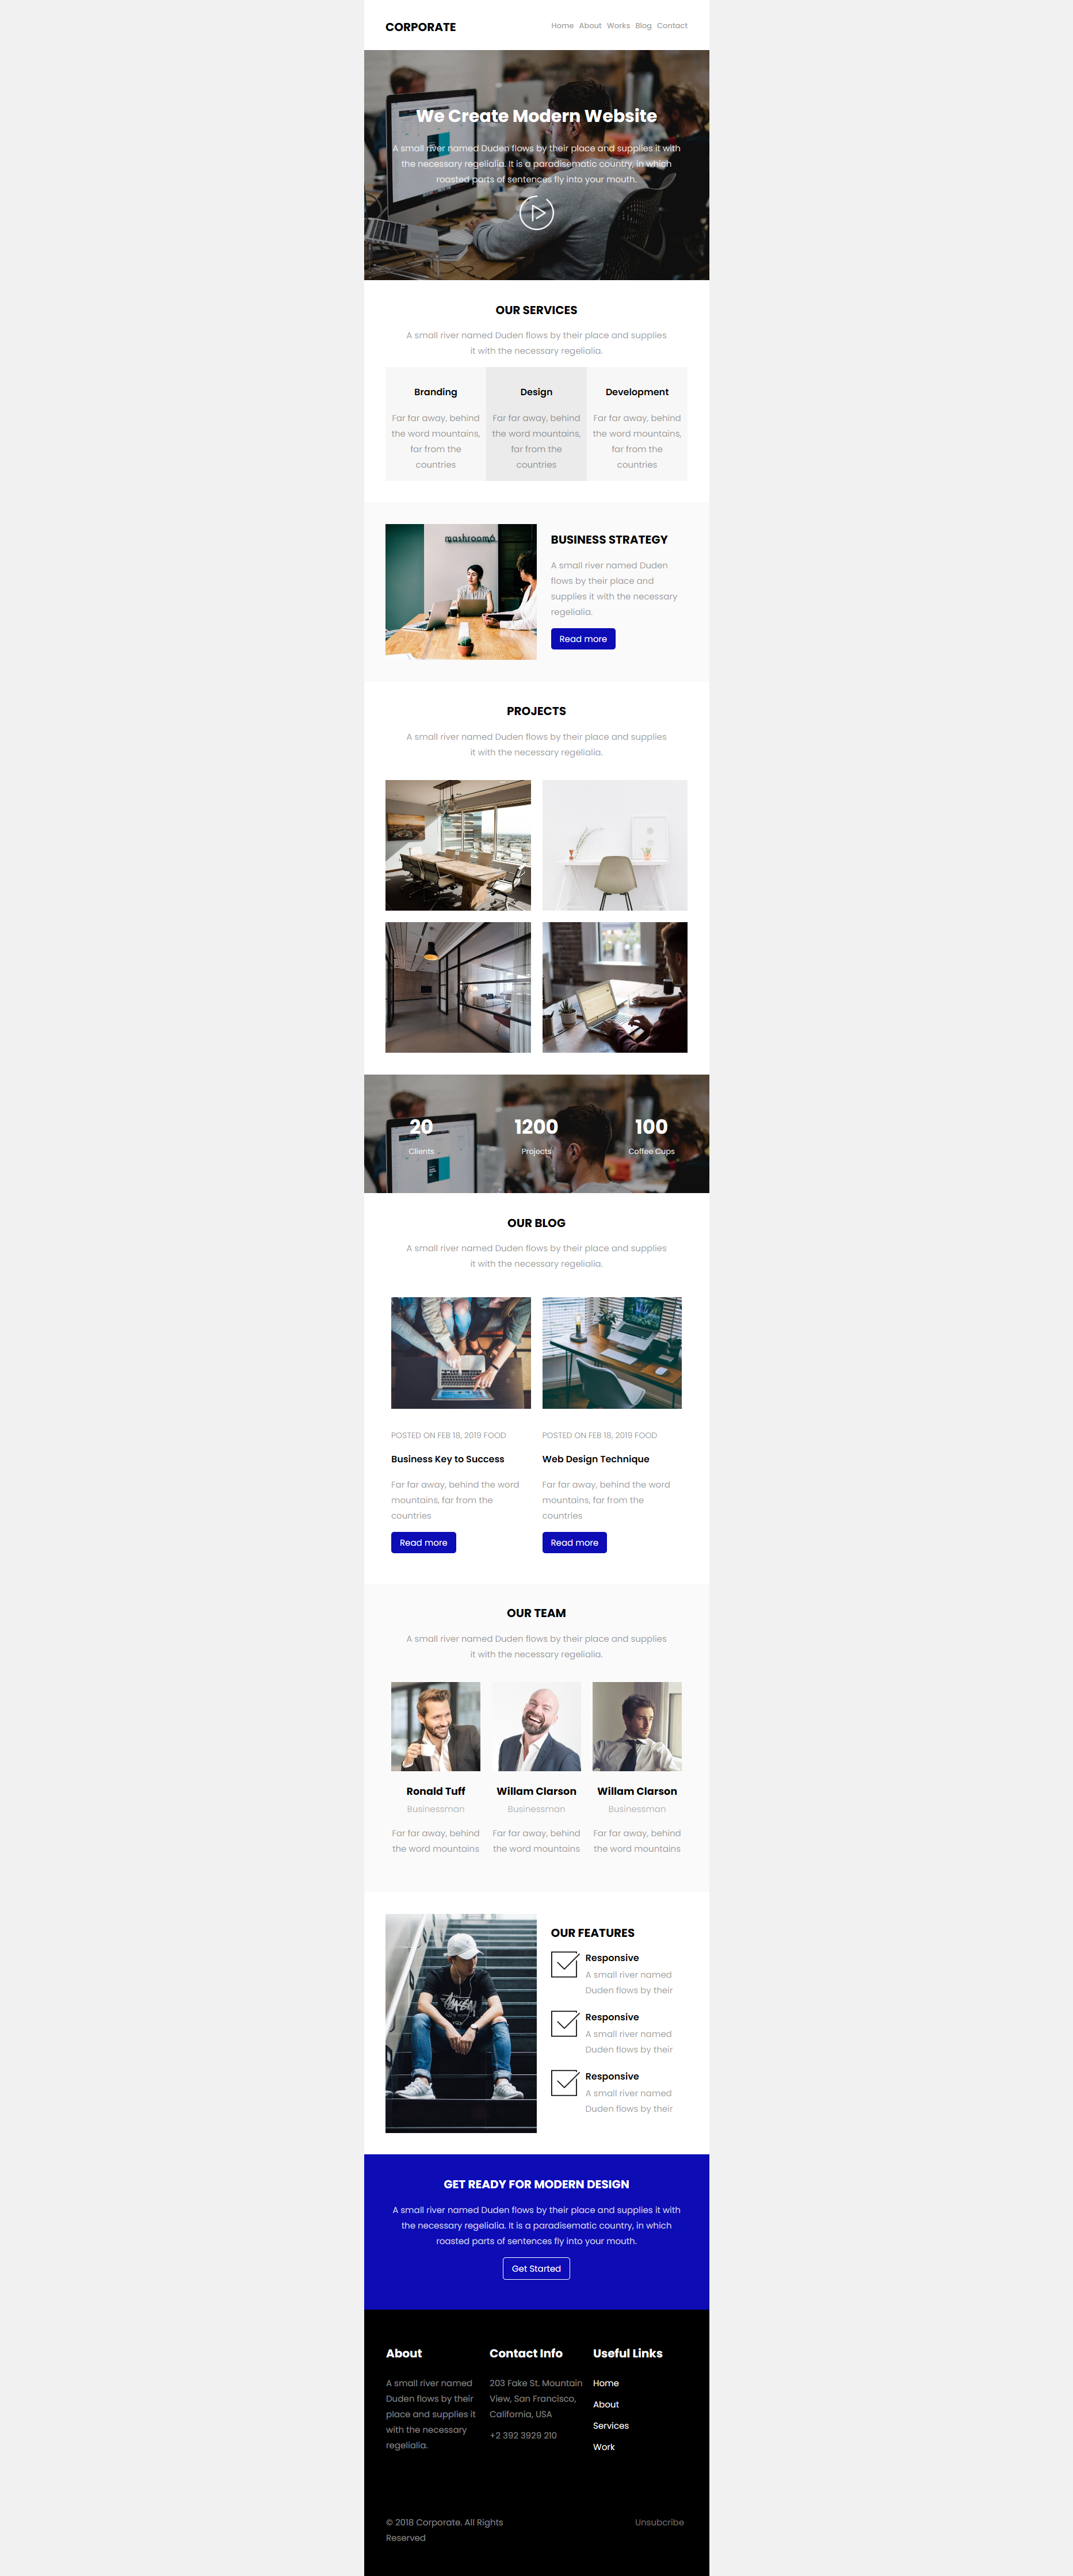 CORPORATE
Home About Works Blog Contact
We Create Modern Website
A small river named Duden flows by their place and supplies it with
the necessary regelialia. It is a paradisematic country, in which
roasted parts of sentences fly into your mouth.
OUR SERVICES
A small river named Duden flows by their place and supplies
it with the necessary regelialia.
Branding
Far far away, behind
the word mountains,
far from the
countries
Design
Far far away, behind
the word mountains,
far from the
countries
Development
Far far away, behind
the word mountains,
far from the
countries
mashroom6
BUSINESS STRATEGY
A small river named Duden
flows by their place and
supplies it with the necessary
regelialia.
Read more
PROJECTS
A small river named Duden flows by their place and supplies
it with the necessary regelialia.
20
Clients
1200
Projects
100
Coffee Cups
OUR BLOG
A small river named Duden flows by their place and supplies
it with the necessary regelialia.
POSTED ON FEB 18, 2019 FOOD
Business Key to Success
Far far away, behind the word
mountains, far from the
countries
Read more
POSTED ON FEB 18, 2019 FOOD
Web Design Technique
Far far away, behind the word
mountains, far from the
countries
Read more
OUR TEAM
A small river named Duden flows by their place and supplies
it with the necessary regelialia.
Ronald Tuff
Businessman
Far far away, behind
the word mountains
Willam Clarson
Businessman
Far far away, behind
the word mountains
Willam Clarson
Businessman
Far far away, behind
the word mountains
OUR FEATURES
Responsive
A small river named
Duden flows by their
Responsive
A small river named
Duden flows by their
Responsive
A small river named
Duden flows by their
GET READY FOR MODERN DESIGN
A small river named Duden flows by their place and supplies it with
the necessary regelialia. It is a paradisematic country, in which
roasted parts of sentences fly into your mouth.
Get Started
About
A small river named
Duden flows by their
place and supplies it
with the necessary
regelialia.
Contact Info
203 Fake St. Mountain
View, San Francisco,
California, USA
+2 392 3929 210
Useful Links
Home
About
Services
Work
© 2018 Corporate. All Rights
Reserved
Unsubcribe